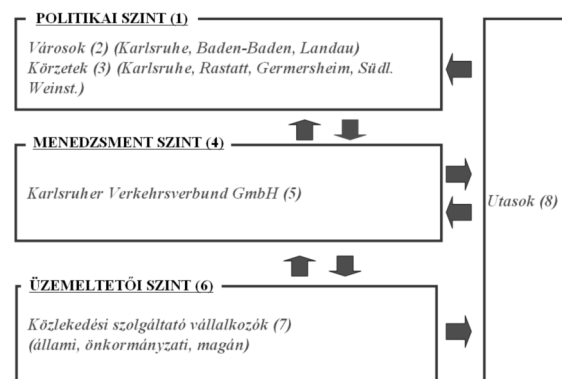 POLITIKAI SZINT (1)
Városok (2) (Karlsruhe, Baden-Baden, Landau)
Körzetek (3) (Karlsruhe, Rastatt, Germersheim, Südl.
Weinst.)
MENEDZSMENT SZINT (4)
Karlsruher Verkehrsverbund GmbH (5)
Utasok (8)
ÜZEMELTETŐI SZINT (6)
Közlekedési szolgáltató vállalkozók (7)
(állami, önkormányzati, magán)